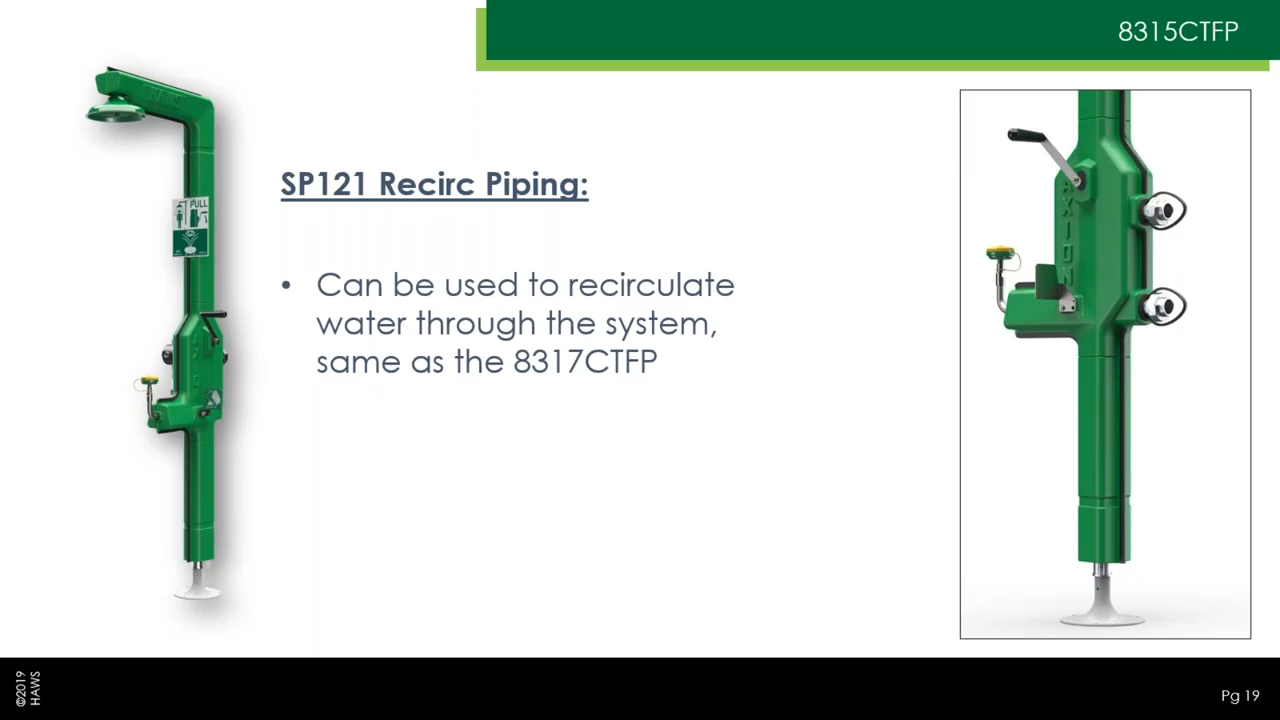 8315CTFP
SP121 Recirc Piping:
• Can be used to recirculate
water through the system,
same as the 8317CTFP
PULL
AXION
©2019
HAWS
Pg 19